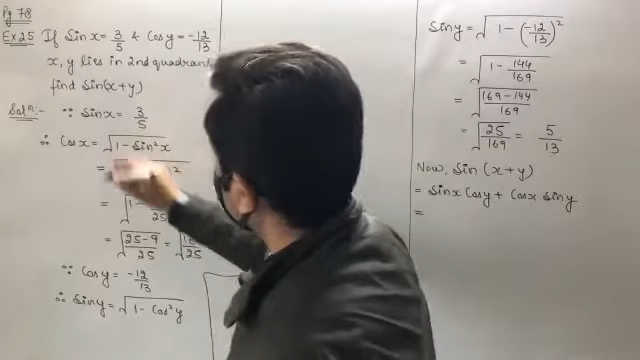 Pg 78
Ex 25 If Sin x = 3/5 & Cos y = -12/13
x, y lies in 2nd quadrant
find Sin(x+y)
Solⁿ:- ∵ Sin x = 3/5
∴ Cos x = √(1 - Sin²x)
=
=
= √((25-9)/25) = √
∵ Cos y = -12/13
∴ Sin y = √(1 - Cos²y)
Sin y = √(1 - (-12/13)²)
= √(1 - 144/169)
= √((169-144)/169)
= √(25/169) = 5/13
Now, Sin (x+y)
= Sin x Cos y + Cos x Sin y
=